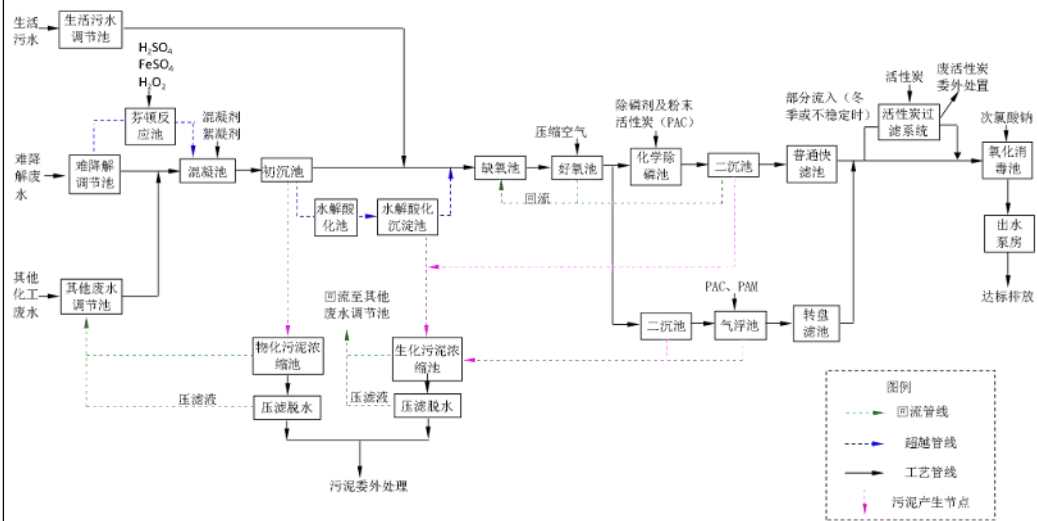 生活
污水
生活污水
调节池
H₂SO₄
FeSO₄
H₂O₂
芬顿反
应池
混凝剂
絮凝剂
难降
解废
水
难降解
调节池
混凝池
初沉池
水解酸
化池
水解酸化
沉淀池
缺氧池
压缩空气
好氧池
回流
除磷剂及粉末
活性炭（PAC）
化学除
磷池
二沉池
部分流入（冬
季或不稳定时）
普通快
滤池
活性炭
活性炭过
滤系统
废活性炭
委外处置
次氯酸钠
氧化消
毒池
出水
泵房
达标排放
其他
化工
废水
其他废水
调节池
回流至其他
废水调节池
PAC、PAM
二沉池
气浮池
转盘
滤池
物化污泥浓
缩池
生化污泥浓
缩池
压滤液
压滤脱水
压滤液
压滤脱水
污泥委外处理
图例
回流管线
超越管线
工艺管线
污泥产生节点